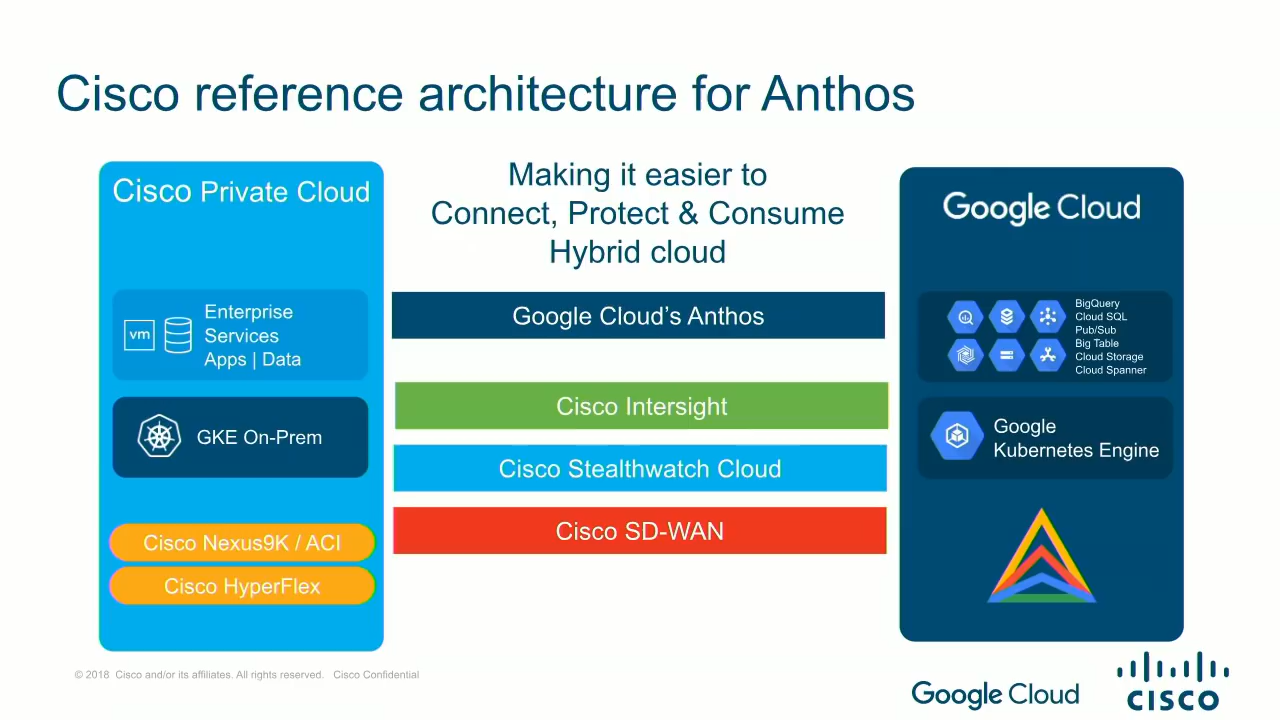 Cisco reference architecture for Anthos
Cisco Private Cloud
vm
Enterprise
Services
Apps | Data
GKE On-Prem
Cisco Nexus9K / ACI
Cisco HyperFlex
Making it easier to
Connect, Protect & Consume
Hybrid cloud
Google Cloud's Anthos
Cisco Intersight
Cisco Stealthwatch Cloud
Cisco SD-WAN
Google Cloud
BigQuery
Cloud SQL
Pub/Sub
Big Table
Cloud Storage
Cloud Spanner
Google
Kubernetes Engine
© 2018 Cisco and/or its affiliates. All rights reserved. Cisco Confidential
Google Cloud
CISCO